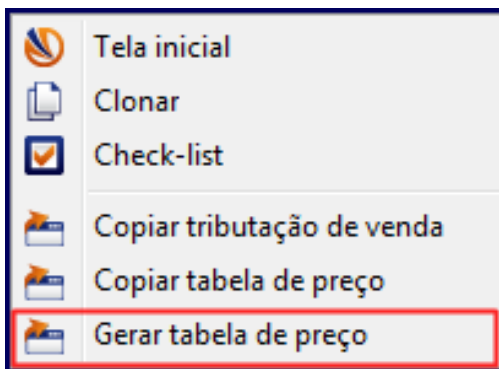 Tela inicial
Clonar
Check-list
Copiar tributação de venda
Copiar tabela de preço
Gerar tabela de preço